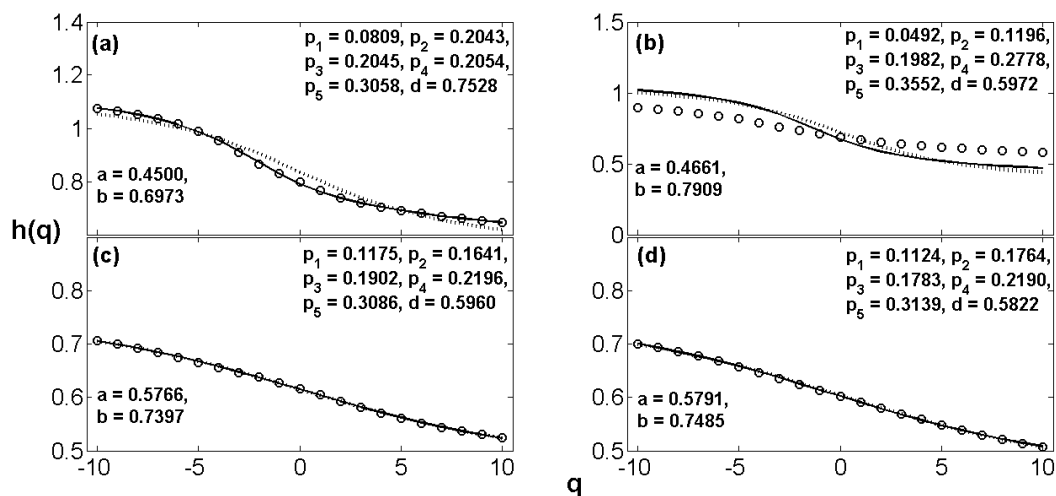 1.4
1.2
1
0.8
(a)
p1 = 0.0809, p2 = 0.2043,
p3 = 0.2045, p4 = 0.2054,
p5 = 0.3058, d = 0.7528
a = 0.4500,
b = 0.6973
1.5
1
0.5
0
(b)
p1 = 0.0492, p2 = 0.1196,
p3 = 0.1982, p4 = 0.2778,
p5 = 0.3552, d = 0.5972
a = 0.4661,
b = 0.7909
h(q)
0.8
0.7
0.6
0.5
(c)
p1 = 0.1175, p2 = 0.1641,
p3 = 0.1902, p4 = 0.2196,
p5 = 0.3086, d = 0.5960
a = 0.5766,
b = 0.7397
-10 -5 0 5 10
0.8
0.7
0.6
0.5
(d)
p1 = 0.1124, p2 = 0.1764,
p3 = 0.1783, p4 = 0.2190,
p5 = 0.3139, d = 0.5822
a = 0.5791,
b = 0.7485
-10 -5 0 5 10
q